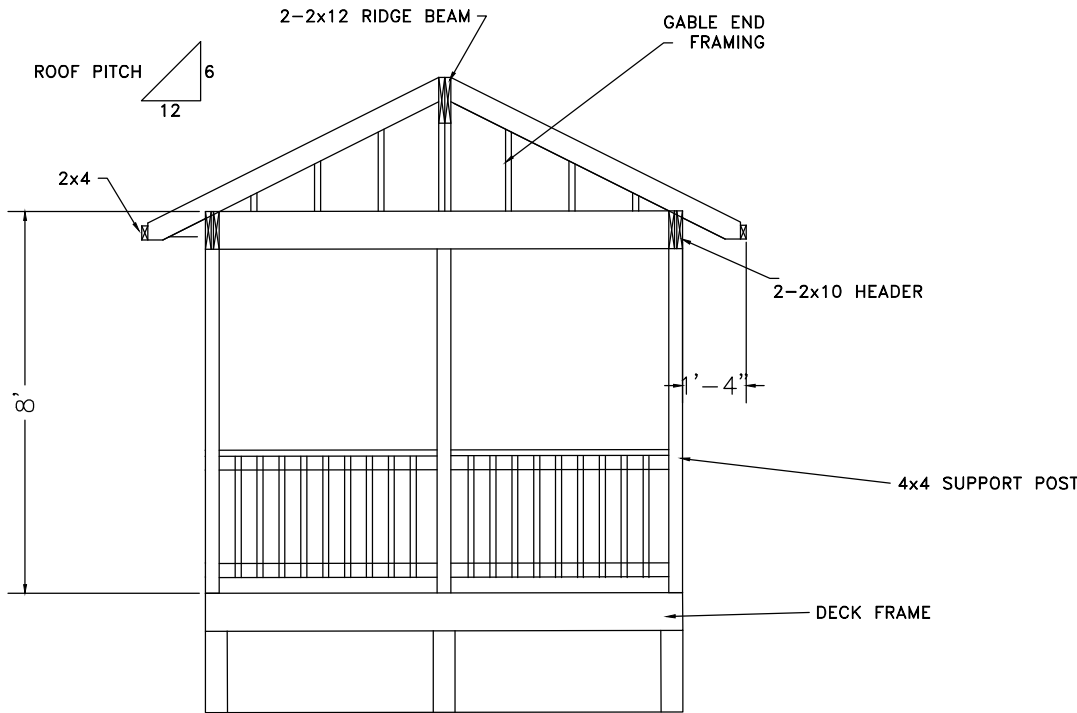 2-2x12 RIDGE BEAM
GABLE END
FRAMING
ROOF PITCH
6
12
2x4
2-2x10 HEADER
1'-4"
8'
4x4 SUPPORT POST
DECK FRAME